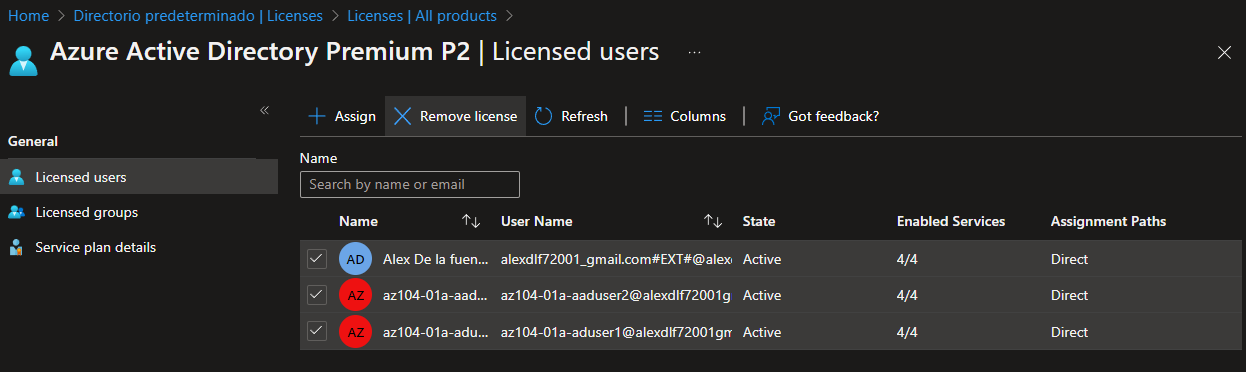 Home > Directorio predeterminado | Licenses > Licenses | All products >
Azure Active Directory Premium P2 | Licensed users ...
«
Assign Remove license Refresh | Columns | Got feedback?
General
Licensed users
Licensed groups
Service plan details
Name
Search by name or email
Name User Name State Enabled Services Assignment Paths
AD Alex De la fuen... alexdlf72001_gmail.com#EXT#@alex Active 4/4 Direct
AZ az104-01a-aad... az104-01a-aaduser2@alexdlf72001g Active 4/4 Direct
AZ az104-01a-adu... az104-01a-aduser1@alexdlf72001gm Active 4/4 Direct